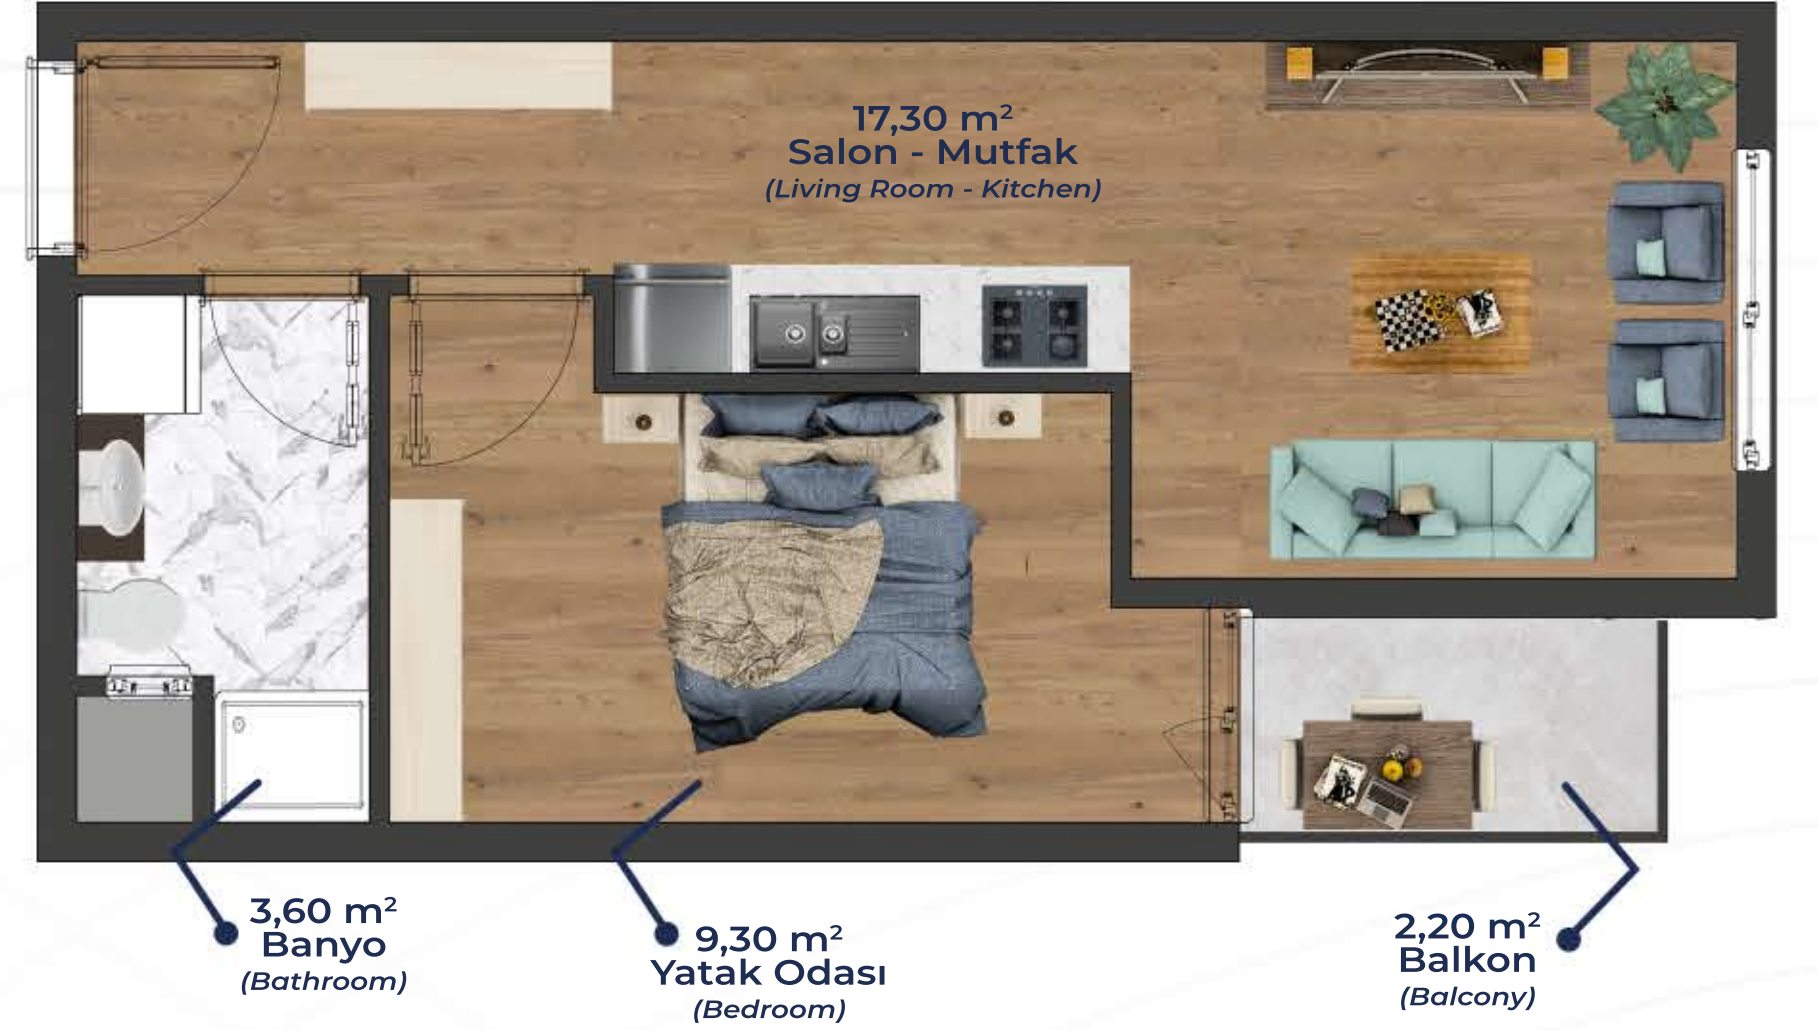 17,30 m²
Salon - Mutfak
(Living Room - Kitchen)
3,60 m²
Banyo
(Bathroom)
9,30 m²
Yatak Odası
(Bedroom)
2,20 m²
Balkon
(Balcony)